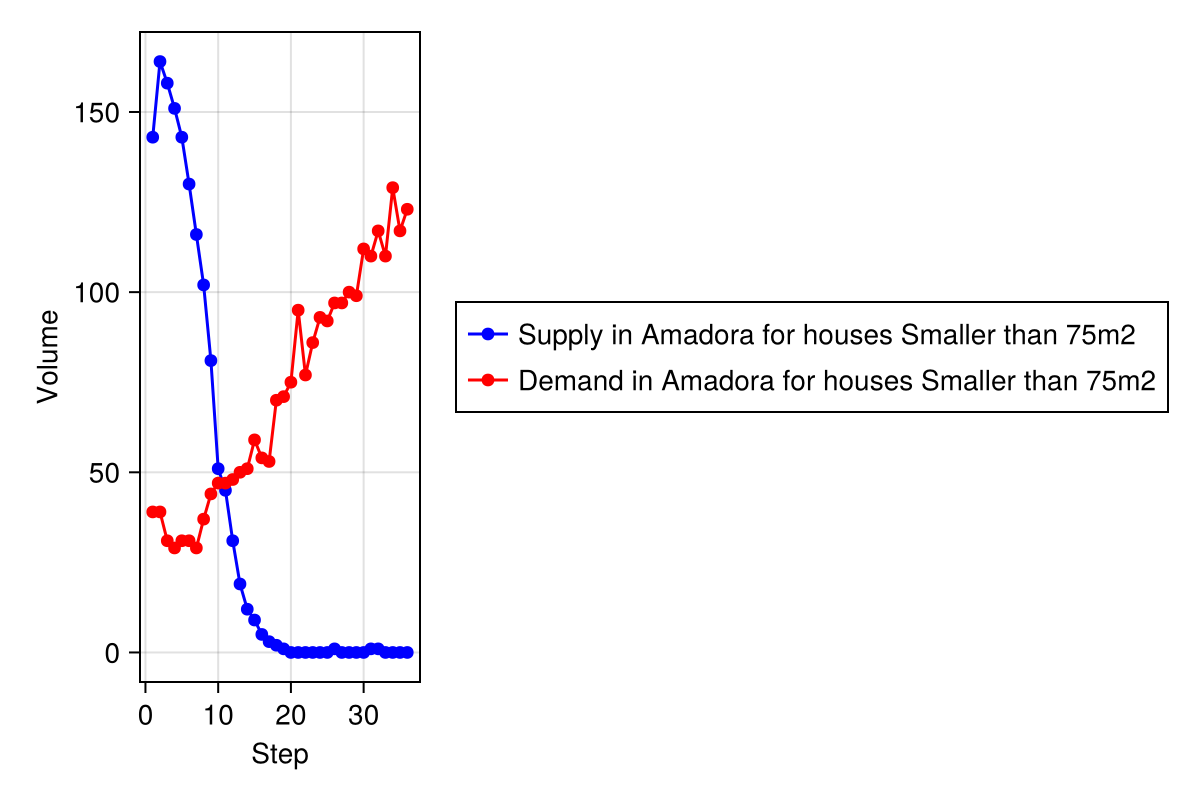 150
100
50
0
Volume
0 10 20 30
Step
Supply in Amadora for houses Smaller than 75m2
Demand in Amadora for houses Smaller than 75m2